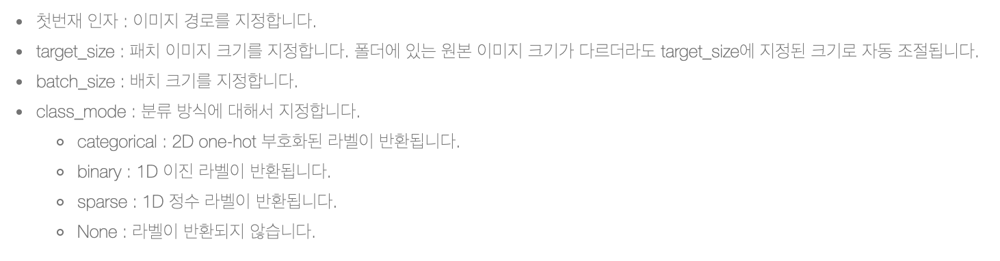 • 첫번재 인자 : 이미지 경로를 지정합니다.
• target_size : 패치 이미지 크기를 지정합니다. 폴더에 있는 원본 이미지 크기가 다르더라도 target_size에 지정된 크기로 자동 조절됩니다.
• batch_size : 배치 크기를 지정합니다.
• class_mode : 분류 방식에 대해서 지정합니다.
◦ categorical : 2D one-hot 부호화된 라벨이 반환됩니다.
◦ binary : 1D 이진 라벨이 반환됩니다.
◦ sparse : 1D 정수 라벨이 반환됩니다.
◦ None : 라벨이 반환되지 않습니다.